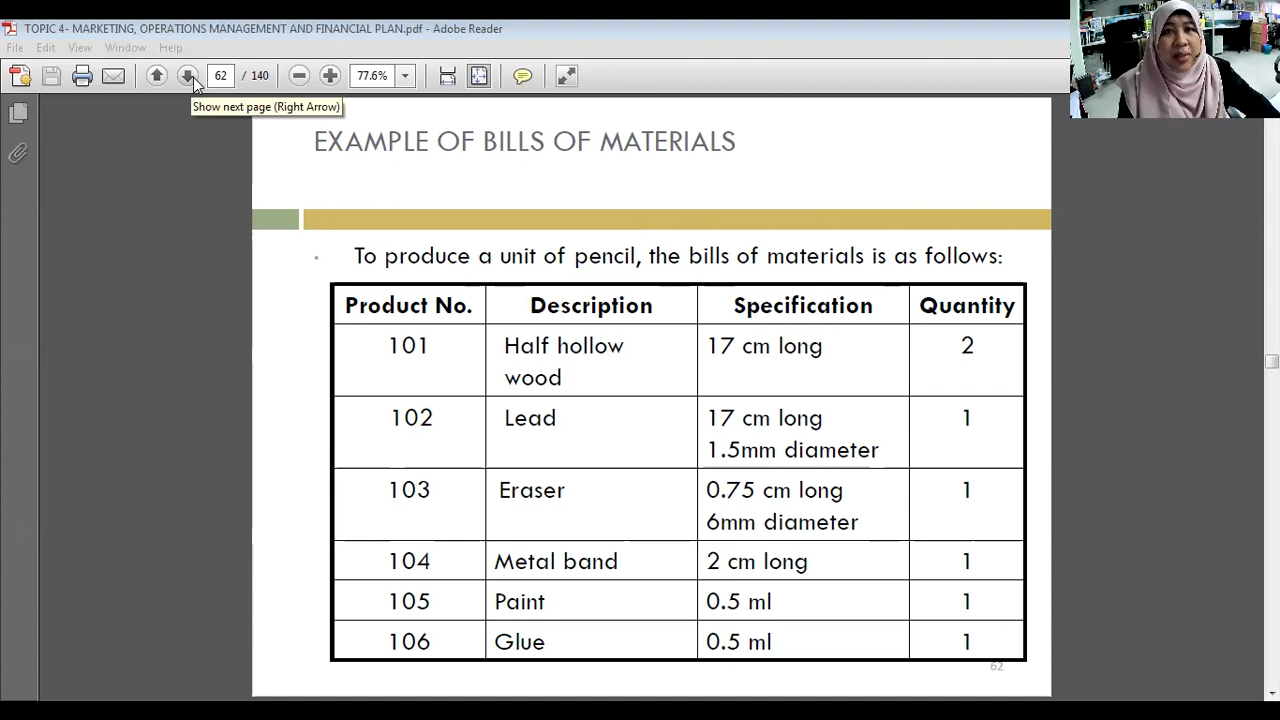 TOPIC 4- MARKETING, OPERATIONS MANAGEMENT AND FINANCIAL PLAN.pdf - Adobe Reader
File Edit View Window Help
62 / 140 77.6%
Show next page (Right Arrow)
EXAMPLE OF BILLS OF MATERIALS
• To produce a unit of pencil, the bills of materials is as follows:
Product No. Description Specification Quantity
101 Half hollow 17 cm long 2
wood
102 Lead 17 cm long 1
1.5mm diameter
103 Eraser 0.75 cm long 1
6mm diameter
104 Metal band 2 cm long 1
105 Paint 0.5 ml 1
106 Glue 0.5 ml 1
62